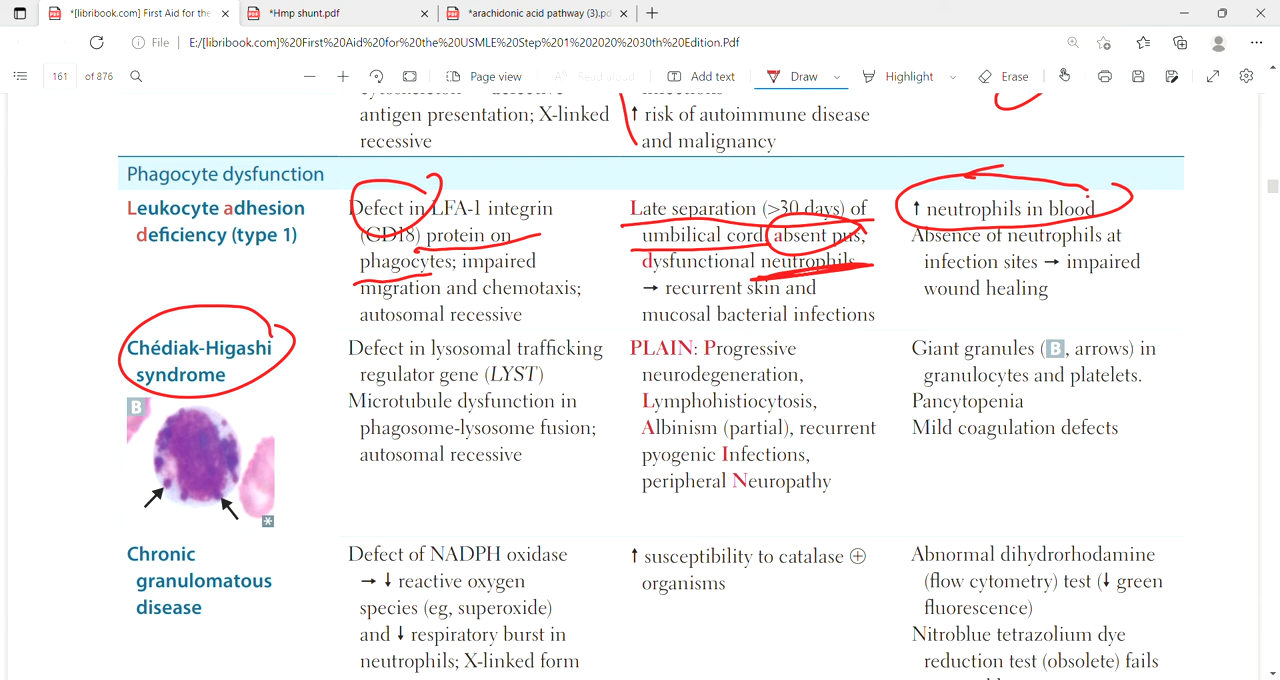 *[libribook.com] First Aid for the
*Hmp shunt.pdf
*arachidonic acid pathway (3).pd
File
E:/[libribook.com]%20First%20Aid%20for%20the%20USMLE%20Step%201%202020%2030th%20Edition.Pdf
161 of 876
Page view
Read aloud
Add text
Draw
Highlight
Erase
antigen presentation; X-linked
recessive
↑ risk of autoimmune disease
and malignancy
Phagocyte dysfunction
Leukocyte adhesion
deficiency (type 1)
Defect in LFA-1 integrin
(CD18) protein on
phagocytes; impaired
migration and chemotaxis;
autosomal recessive
Late separation (>30 days) of
umbilical cord, absent pus,
dysfunctional neutrophils
→ recurrent skin and
mucosal bacterial infections
↑ neutrophils in blood
Absence of neutrophils at
infection sites → impaired
wound healing
Chédiak-Higashi
syndrome
B
Defect in lysosomal trafficking
regulator gene (LYST)
Microtubule dysfunction in
phagosome-lysosome fusion;
autosomal recessive
PLAIN: Progressive
neurodegeneration,
Lymphohistiocytosis,
Albinism (partial), recurrent
pyogenic Infections,
peripheral Neuropathy
Giant granules (B, arrows) in
granulocytes and platelets.
Pancytopenia
Mild coagulation defects
Chronic
granulomatous
disease
Defect of NADPH oxidase
→ ↓ reactive oxygen
species (eg, superoxide)
and ↓ respiratory burst in
neutrophils; X-linked form
↑ susceptibility to catalase ⊕
organisms
Abnormal dihydrorhodamine
(flow cytometry) test (↓ green
fluorescence)
Nitroblue tetrazolium dye
reduction test (obsolete) fails